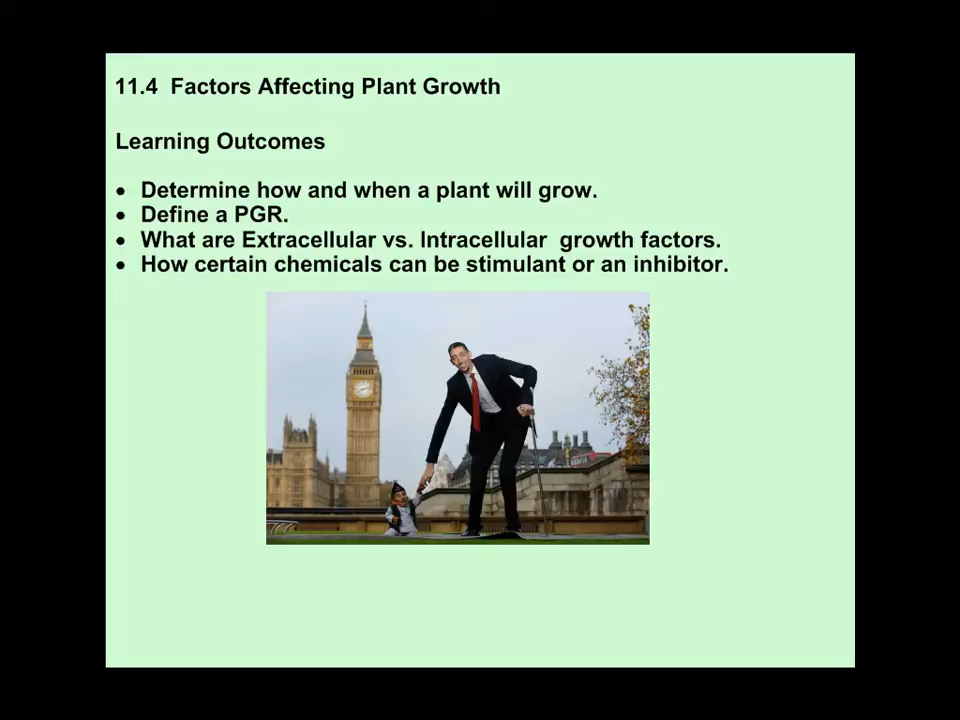 11.4 Factors Affecting Plant Growth
Learning Outcomes
• Determine how and when a plant will grow.
• Define a PGR.
• What are Extracellular vs. Intracellular growth factors.
• How certain chemicals can be stimulant or an inhibitor.